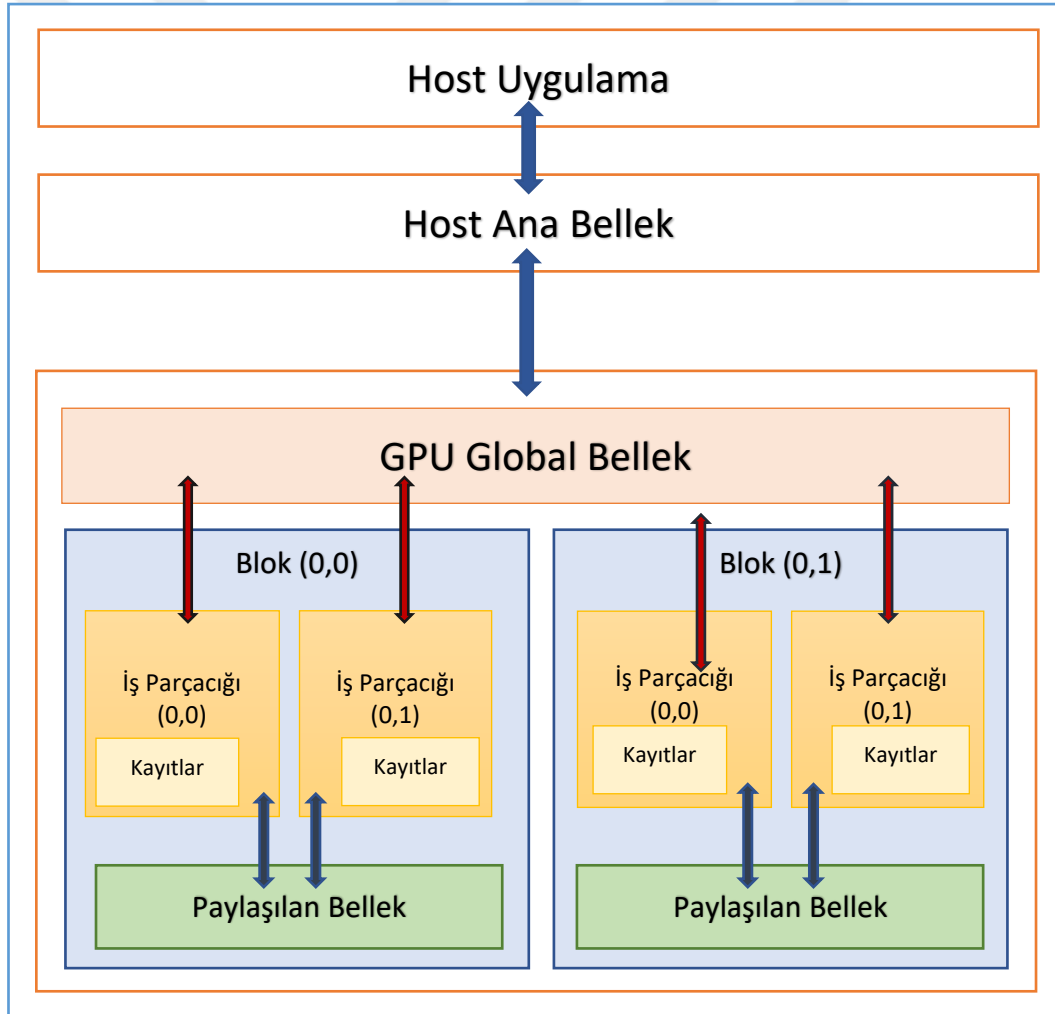 Host Uygulama
Host Ana Bellek
GPU Global Bellek
Blok (0,0)
İş Parçacığı
(0,0)
Kayıtlar
İş Parçacığı
(0,1)
Kayıtlar
Paylaşılan Bellek
Blok (0,1)
İş Parçacığı
(0,0)
Kayıtlar
İş Parçacığı
(0,1)
Kayıtlar
Paylaşılan Bellek